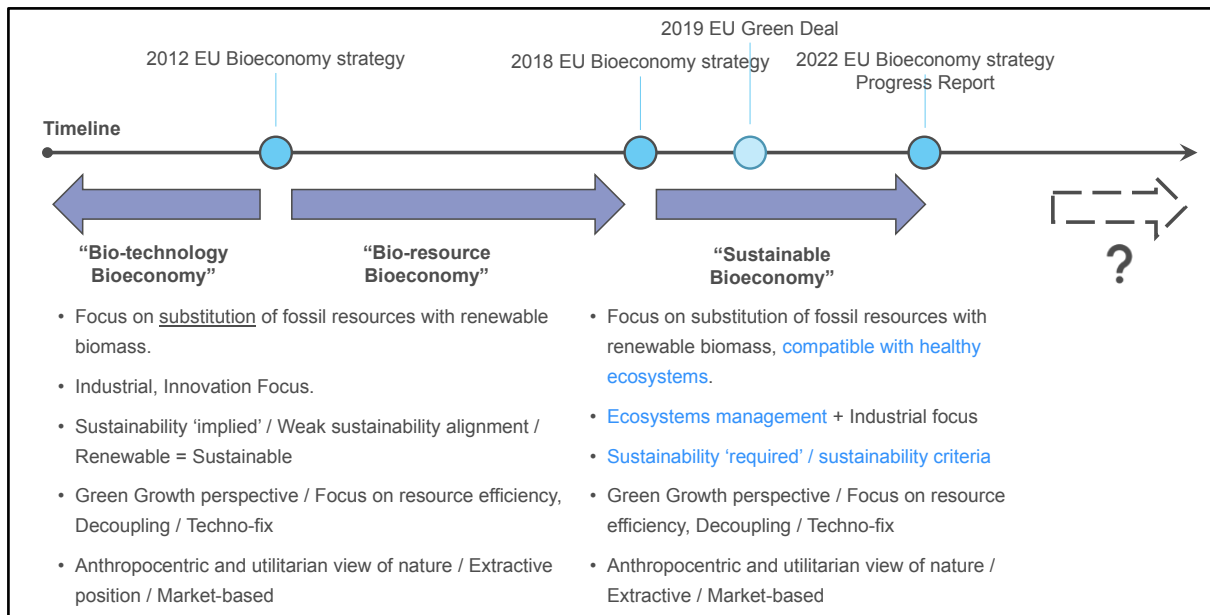 2019 EU Green Deal
2012 EU Bioeconomy strategy
2018 EU Bioeconomy strategy
2022 EU Bioeconomy strategy
Progress Report
Timeline
“Bio-technology
Bioeconomy”
“Bio-resource
Bioeconomy”
“Sustainable
Bioeconomy”
?
• Focus on substitution of fossil resources with renewable
biomass.
• Industrial, Innovation Focus.
• Sustainability ‘implied’ / Weak sustainability alignment /
Renewable = Sustainable
• Green Growth perspective / Focus on resource efficiency,
Decoupling / Techno-fix
• Anthropocentric and utilitarian view of nature / Extractive
position / Market-based
• Focus on substitution of fossil resources with
renewable biomass, compatible with healthy
ecosystems.
• Ecosystems management + Industrial focus
• Sustainability ‘required’ / sustainability criteria
• Green Growth perspective / Focus on resource
efficiency, Decoupling / Techno-fix
• Anthropocentric and utilitarian view of nature /
Extractive / Market-based